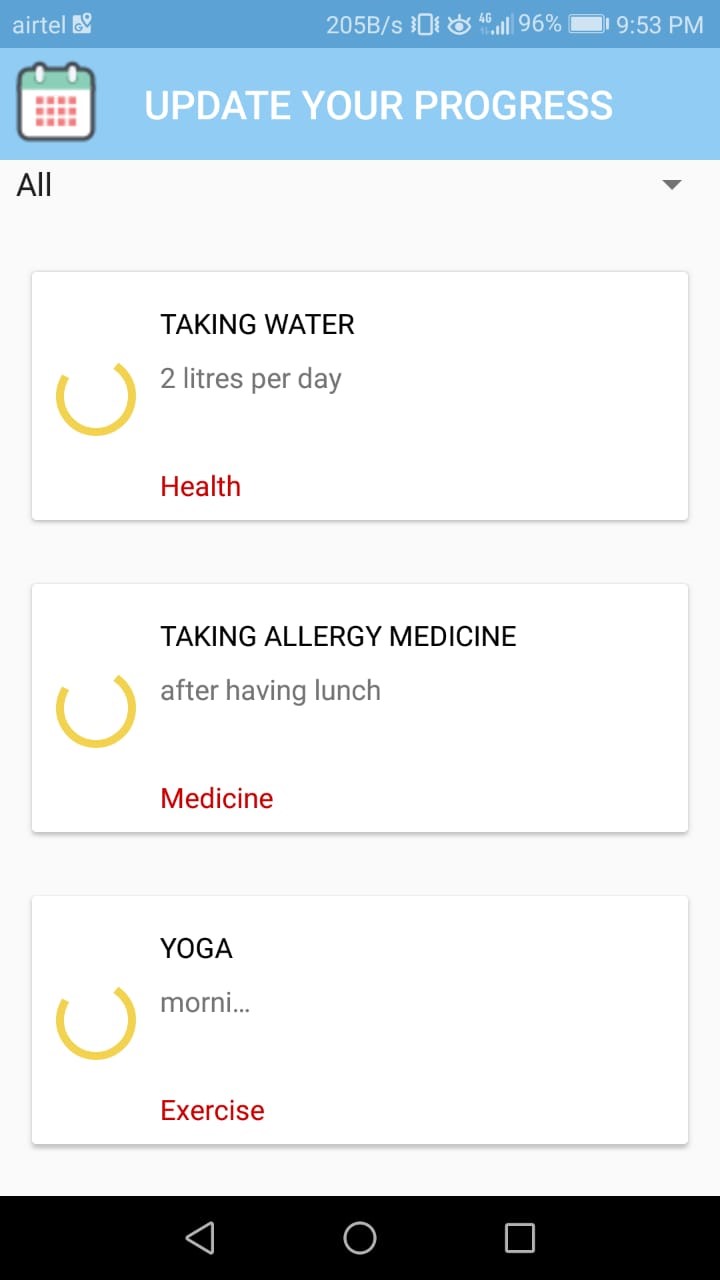 airtel 205B/s 4G 96% 9:53 PM
UPDATE YOUR PROGRESS
All
TAKING WATER
2 litres per day
Health
TAKING ALLERGY MEDICINE
after having lunch
Medicine
YOGA
morni...
Exercise